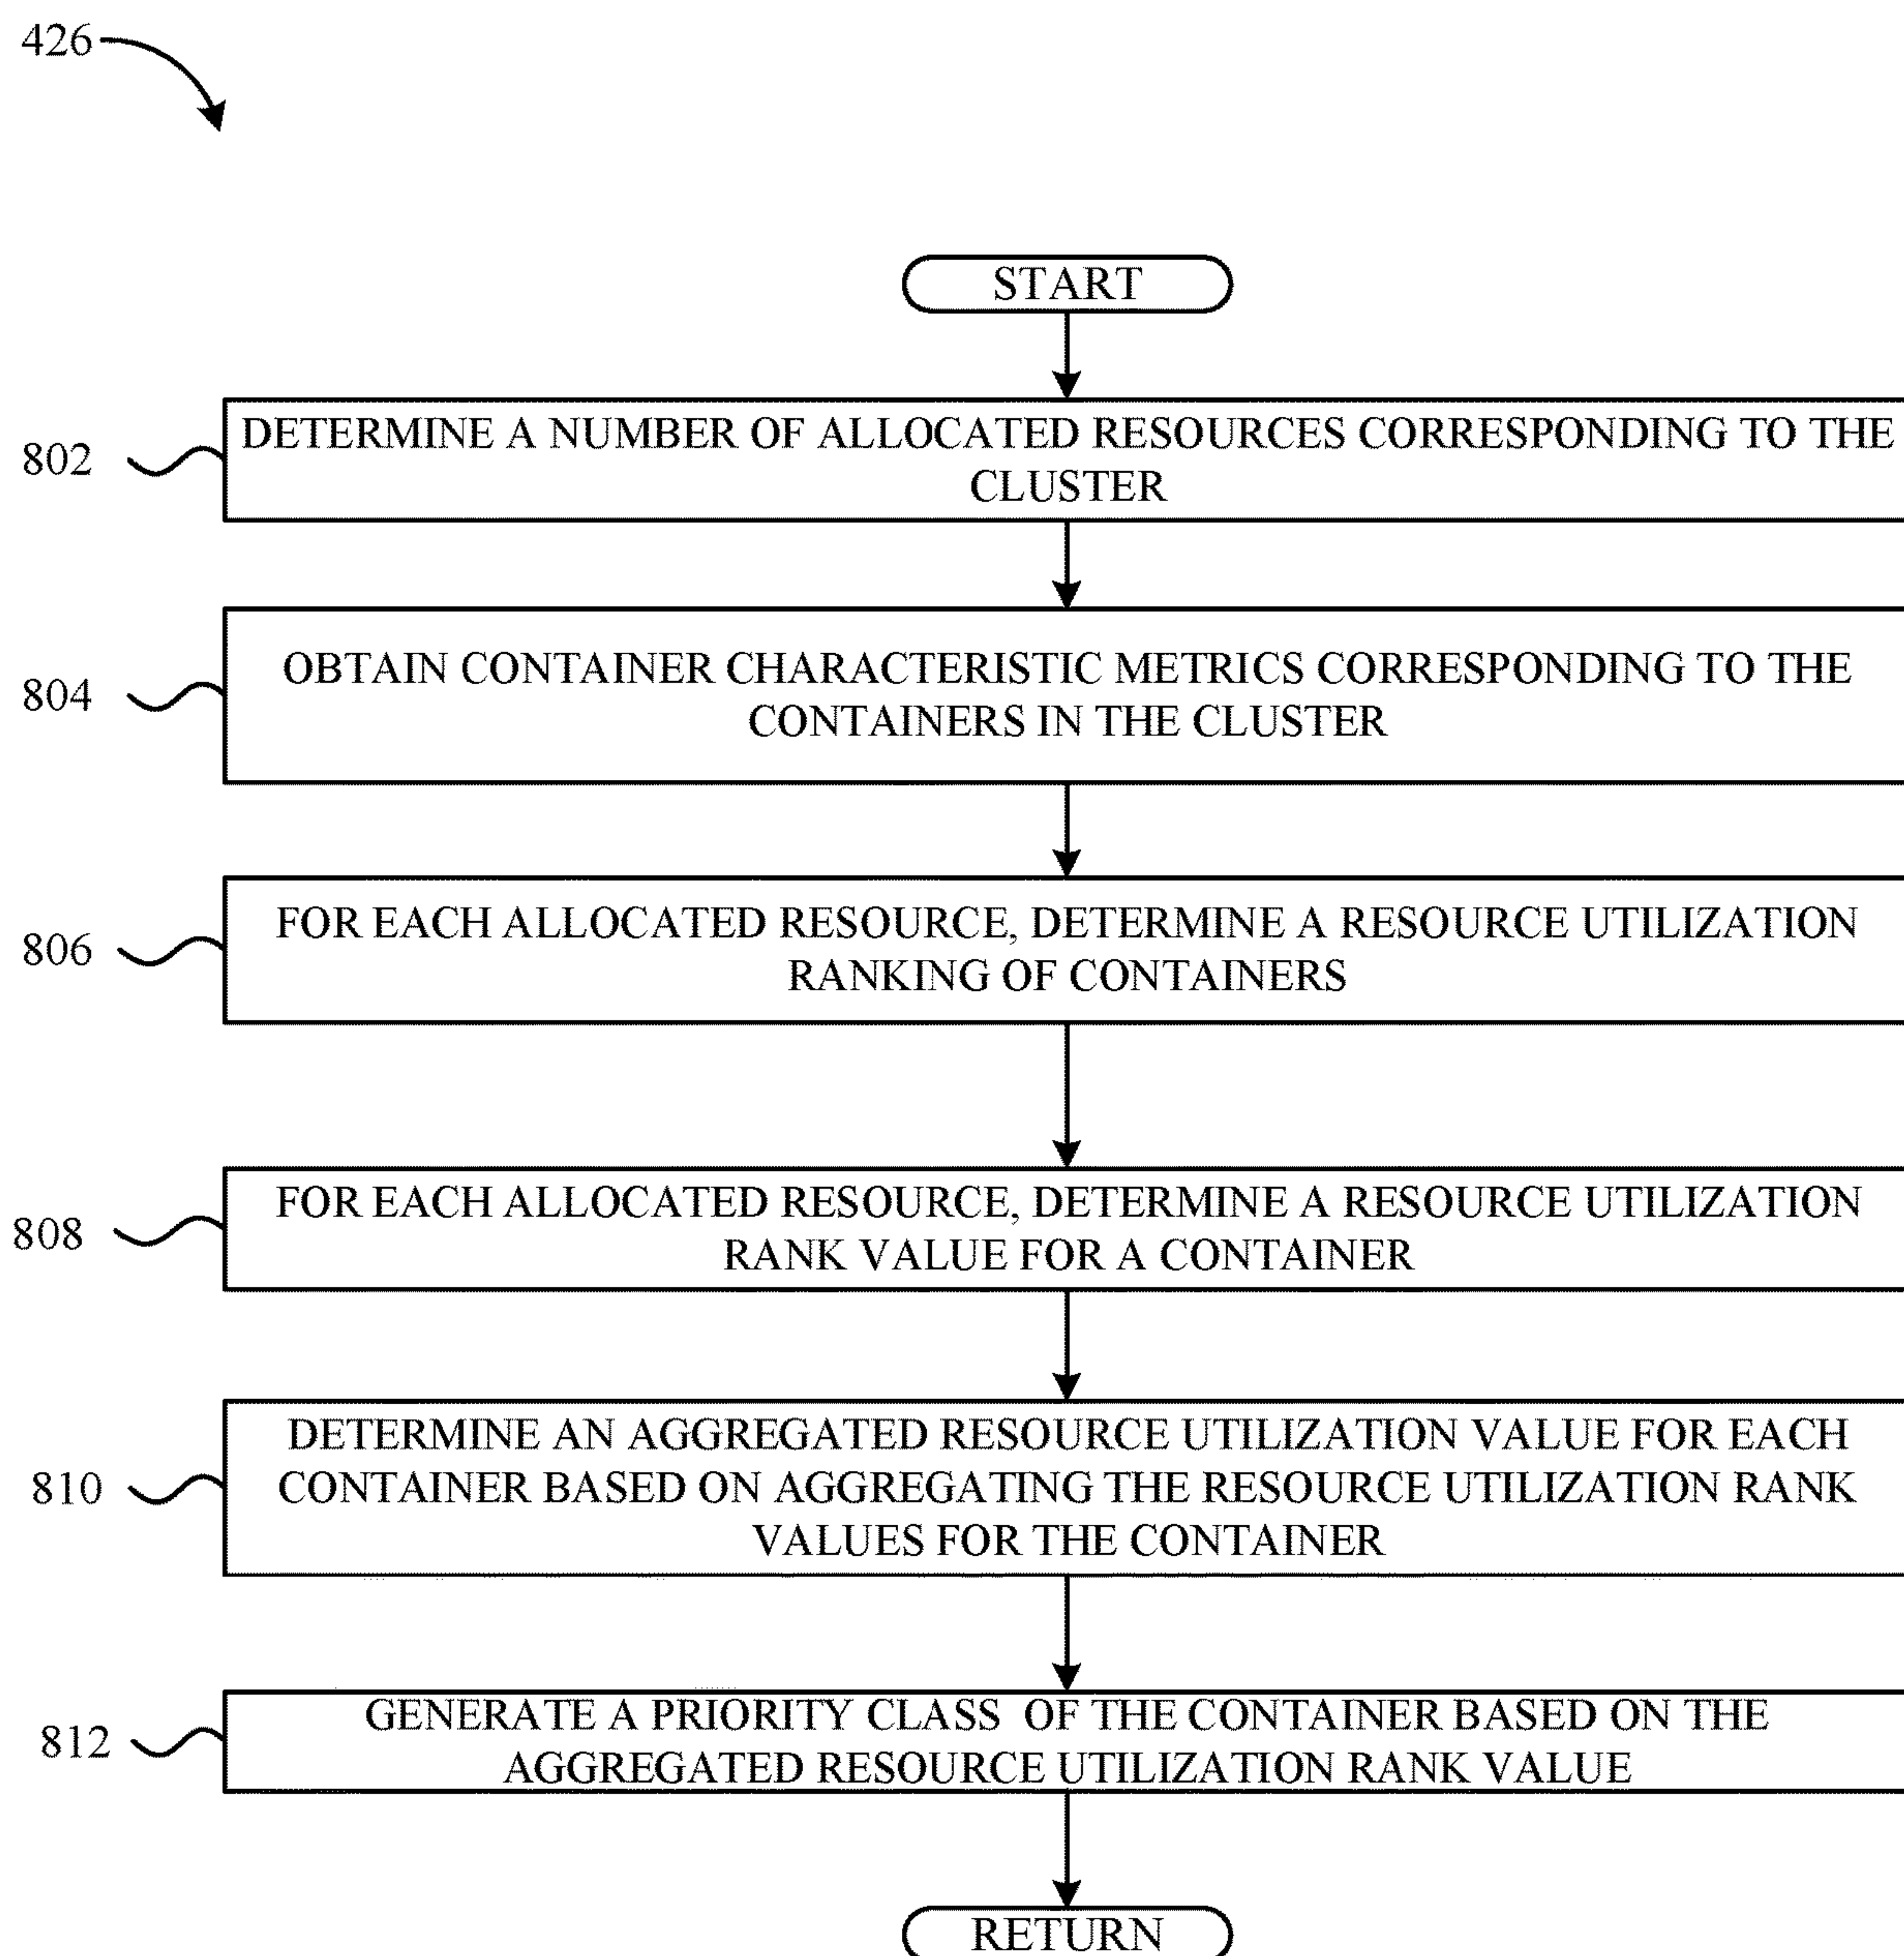 426
START
802
DETERMINE A NUMBER OF ALLOCATED RESOURCES CORRESPONDING TO THE
CLUSTER
804
OBTAIN CONTAINER CHARACTERISTIC METRICS CORRESPONDING TO THE
CONTAINERS IN THE CLUSTER
806
FOR EACH ALLOCATED RESOURCE, DETERMINE A RESOURCE UTILIZATION
RANKING OF CONTAINERS
808
FOR EACH ALLOCATED RESOURCE, DETERMINE A RESOURCE UTILIZATION
RANK VALUE FOR A CONTAINER
810
DETERMINE AN AGGREGATED RESOURCE UTILIZATION VALUE FOR EACH
CONTAINER BASED ON AGGREGATING THE RESOURCE UTILIZATION RANK
VALUES FOR THE CONTAINER
812
GENERATE A PRIORITY CLASS OF THE CONTAINER BASED ON THE
AGGREGATED RESOURCE UTILIZATION RANK VALUE
RETURN